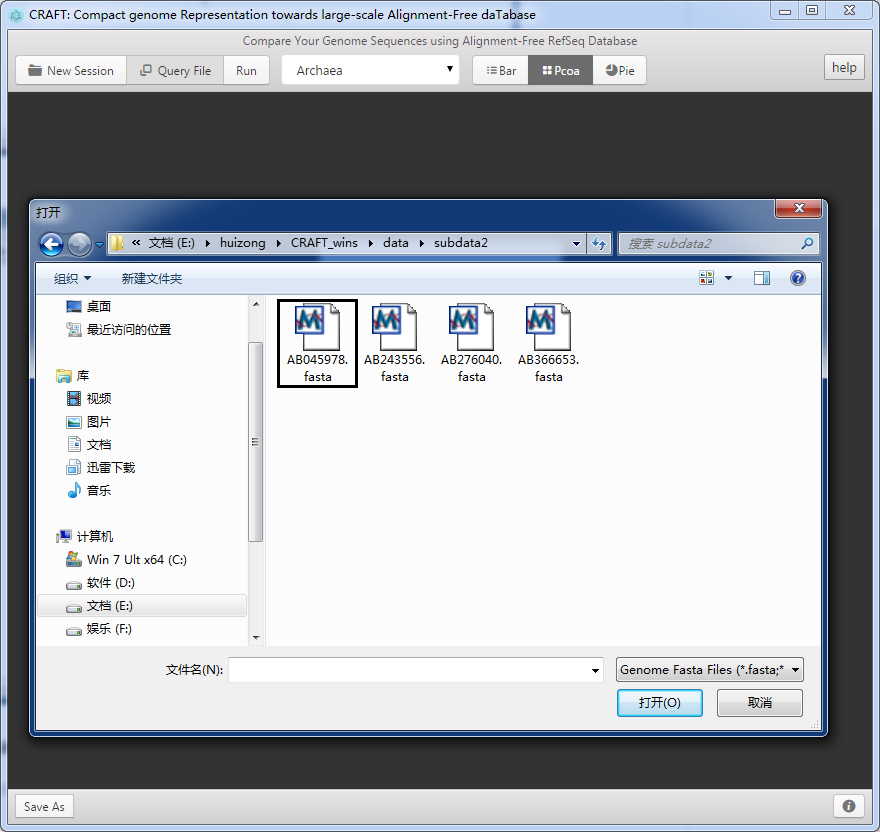 CRAFT: Compact genome Representation towards large-scale Alignment-Free daTabase
Compare Your Genome Sequences using Alignment-Free RefSeq Database
New Session Query File Run Archaea Bar Pcoa Pie help
打开
« 文档 (E:) huizong CRAFT_wins data subdata2 搜索 subdata2
组织 新建文件夹
桌面
最近访问的位置
库
视频
图片
文档
迅雷下载
音乐
计算机
Win 7 Ult x64 (C:)
软件 (D:)
文档 (E:)
娱乐 (F:)
AB045978.
fasta
AB243556.
fasta
AB276040.
fasta
AB366653.
fasta
文件名(N): Genome Fasta Files (*.fasta;*
打开(O) 取消
Save As